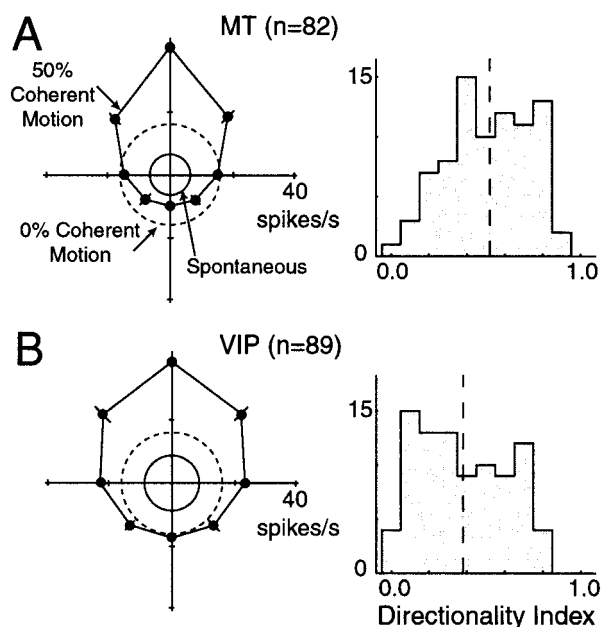 A
MT (n=82)
50%
Coherent
Motion
40
spikes/s
0% Coherent
Motion
Spontaneous
15
0
0.0
1.0
B
VIP (n=89)
40
spikes/s
15
0
0.0
1.0
Directionality Index